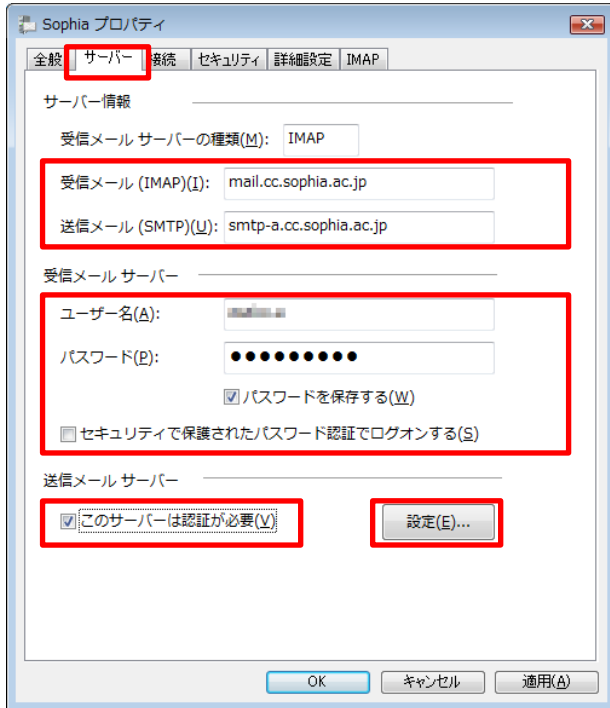 Sophia プロパティ
全般 サーバー 接続 セキュリティ 詳細設定 IMAP
サーバー情報
受信メール サーバーの種類(M): IMAP
受信メール (IMAP)(I): mail.cc.sophia.ac.jp
送信メール (SMTP)(U): smtp-a.cc.sophia.ac.jp
受信メール サーバー
ユーザー名(A):
パスワード(P): ●●●●●●●●●
パスワードを保存する(W)
セキュリティで保護されたパスワード認証でログオンする(S)
送信メール サーバー
このサーバーは認証が必要(V) 設定(E)...
OK キャンセル 適用(A)